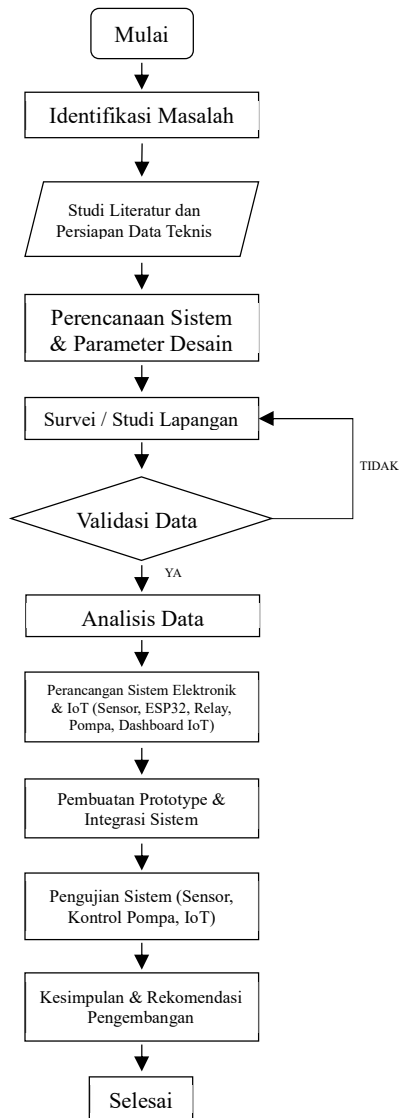 Mulai
Identifikasi Masalah
Studi Literatur dan
Persiapan Data Teknis
Perencanaan Sistem
& Parameter Desain
Survei / Studi Lapangan
TIDAK
Validasi Data
YA
Analisis Data
Perancangan Sistem Elektronik
& IoT (Sensor, ESP32, Relay,
Pompa, Dashboard IoT)
Pembuatan Prototype &
Integrasi Sistem
Pengujian Sistem (Sensor,
Kontrol Pompa, IoT)
Kesimpulan & Rekomendasi
Pengembangan
Selesai